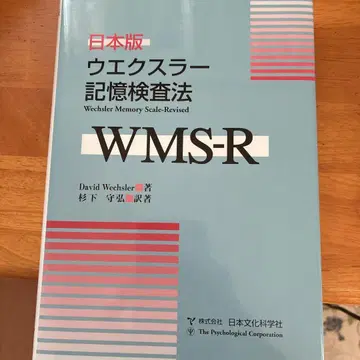 日本版
ウエクスラー
記憶検査法
Wechsler Memory Scale-Revised
WMS-R
David Wechsler 著
杉下 守弘 訳著
株式会社 日本文化科学社
The Psychological Corporation